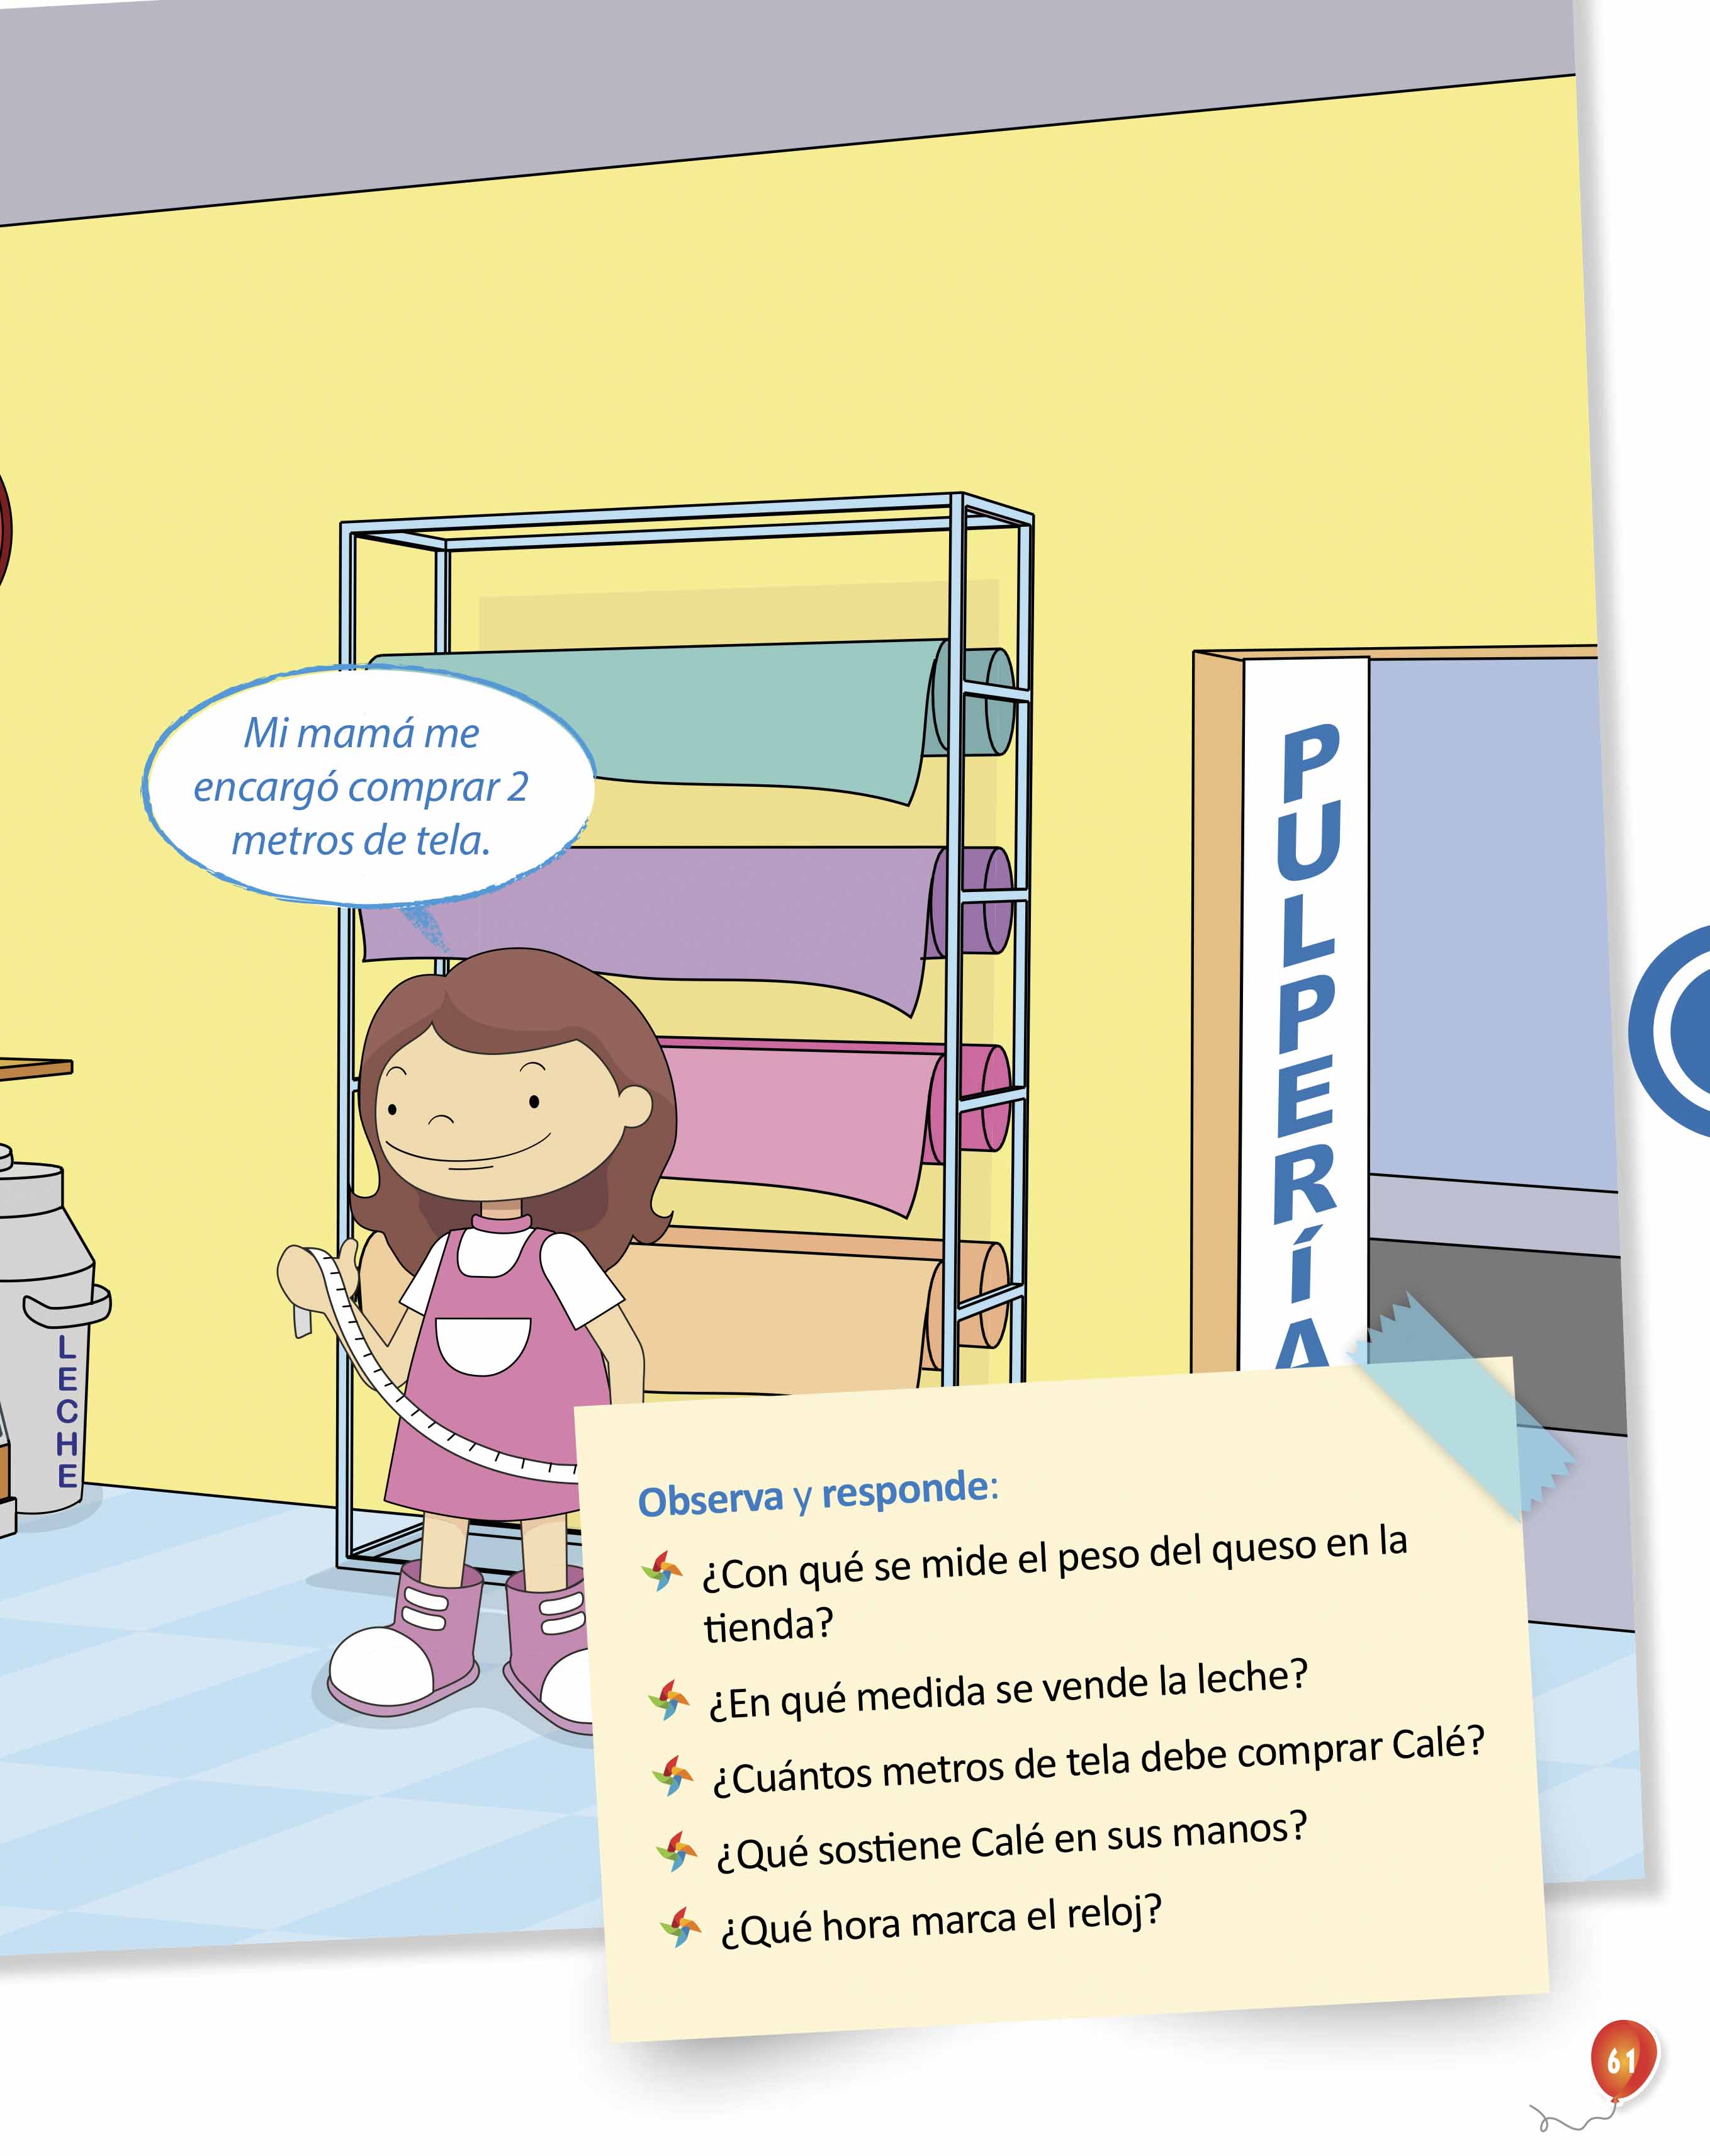 Mi mamá me
encargó comprar 2
metros de tela.
PULPERÍA
LECHE
Observa y responde:
¿Con qué se mide el peso del queso en la
tienda?
¿En qué medida se vende la leche?
¿Cuántos metros de tela debe comprar Calé?
¿Qué sostiene Calé en sus manos?
¿Qué hora marca el reloj?
61